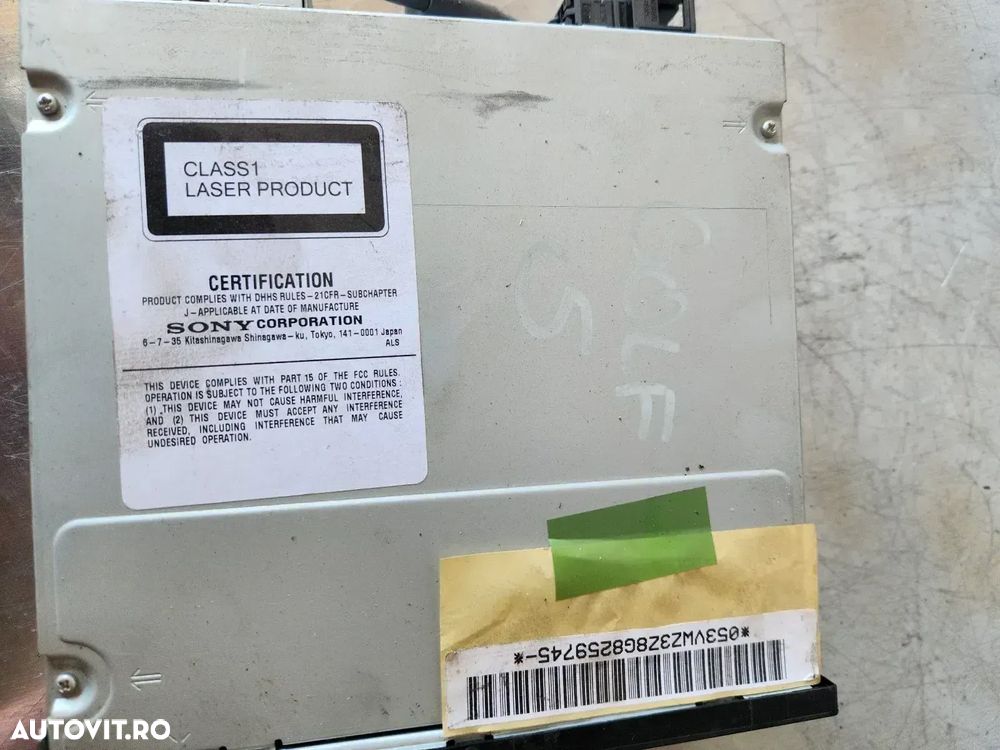 CLASS1
LASER PRODUCT
CERTIFICATION
PRODUCT COMPLIES WITH DHHS RULES-21CFR-SUBCHAPTER
J-APPLICABLE AT DATE OF MANUFACTURE
SONY CORPORATION
6-7-35 Kitashinagawa Shinagawa-ku, Tokyo, 141-0001 Japan
ALS
THIS DEVICE COMPLIES WITH PART 15 OF THE FCC RULES.
OPERATION IS SUBJECT TO THE FOLLOWING TWO CONDITIONS :
(1) THIS DEVICE MAY NOT CAUSE HARMFUL INTERFERENCE,
AND (2) THIS DEVICE MUST ACCEPT ANY INTERFERENCE
RECEIVED, INCLUDING INTERFERENCE THAT MAY CAUSE
UNDESIRED OPERATION.
GOLF
5
*053VWZ3Z8G8259745-*
AUTOVIT.RO